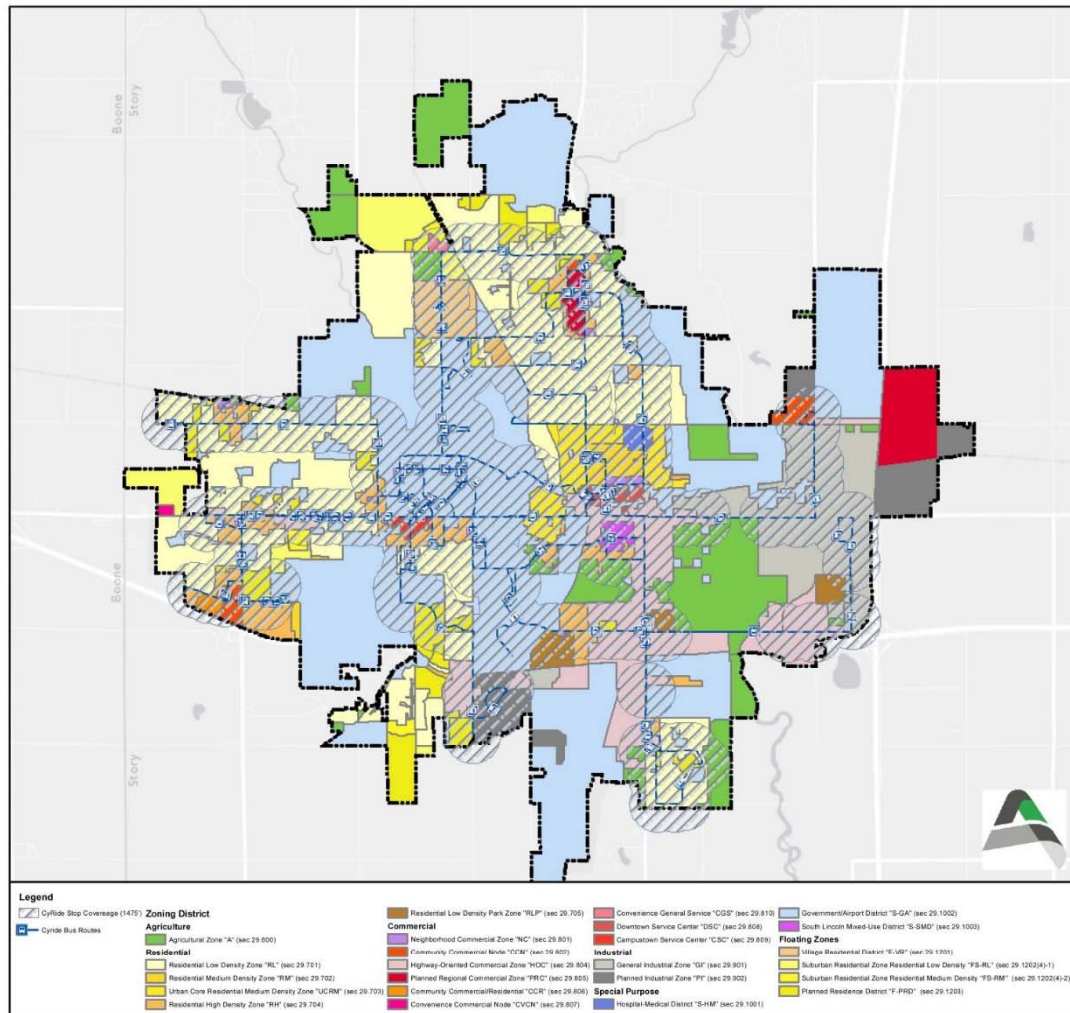 Boone
Story
Boone
Story
Legend
CyRide Stop Covereage (1475')
Cyride Bus Routes
Zoning District
Agriculture
Agricultural Zone "A" (sec 29.600)
Residential
Residential Low Density Zone "RL" (sec 29.701)
Residential Medium Density Zone "RM" (sec 29.702)
Urban Core Residential Medium Density Zone "UCRM" (sec 29.703)
Residential High Density Zone "RH" (sec 29.704)
Residential Low Density Park Zone "RLP" (sec 29.705)
Commercial
Neighborhood Commercial Zone "NC" (sec 29.801)
Community Commercial Node "CCN" (sec 29.802)
Highway-Oriented Commercial Zone "HOC" (sec 29.804)
Planned Regional Commercial Zone "PRC" (sec 29.805)
Community Commercial/Residential "CCR" (sec 29.806)
Convenience Commercial Node "CVCN" (sec 29.807)
Convenience General Service "CGS" (sec 29.810)
Downtown Service Center "DSC" (sec 29.808)
Campustown Service Center "CSC" (sec 29.809)
Industrial
General Industrial Zone "GI" (sec 29.901)
Planned Industrial Zone "PI" (sec 29.902)
Special Purpose
Hospital-Medical District "S-HM" (sec 29.1001)
Government/Airport District "S-GA" (sec 29.1002)
South Lincoln Mixed-Use District "S-SMD" (sec 29.1003)
Floating Zones
Village Residential District "F-VR" (sec 29.1201)
Suburban Residential Zone Residential Low Density "FS-RL" (sec 29.1202(4)-1)
Suburban Residential Zone Residential Medium Density "FS-RM" (sec 29.1202(4)-2)
Planned Residence District "F-PRD" (sec 29.1203)